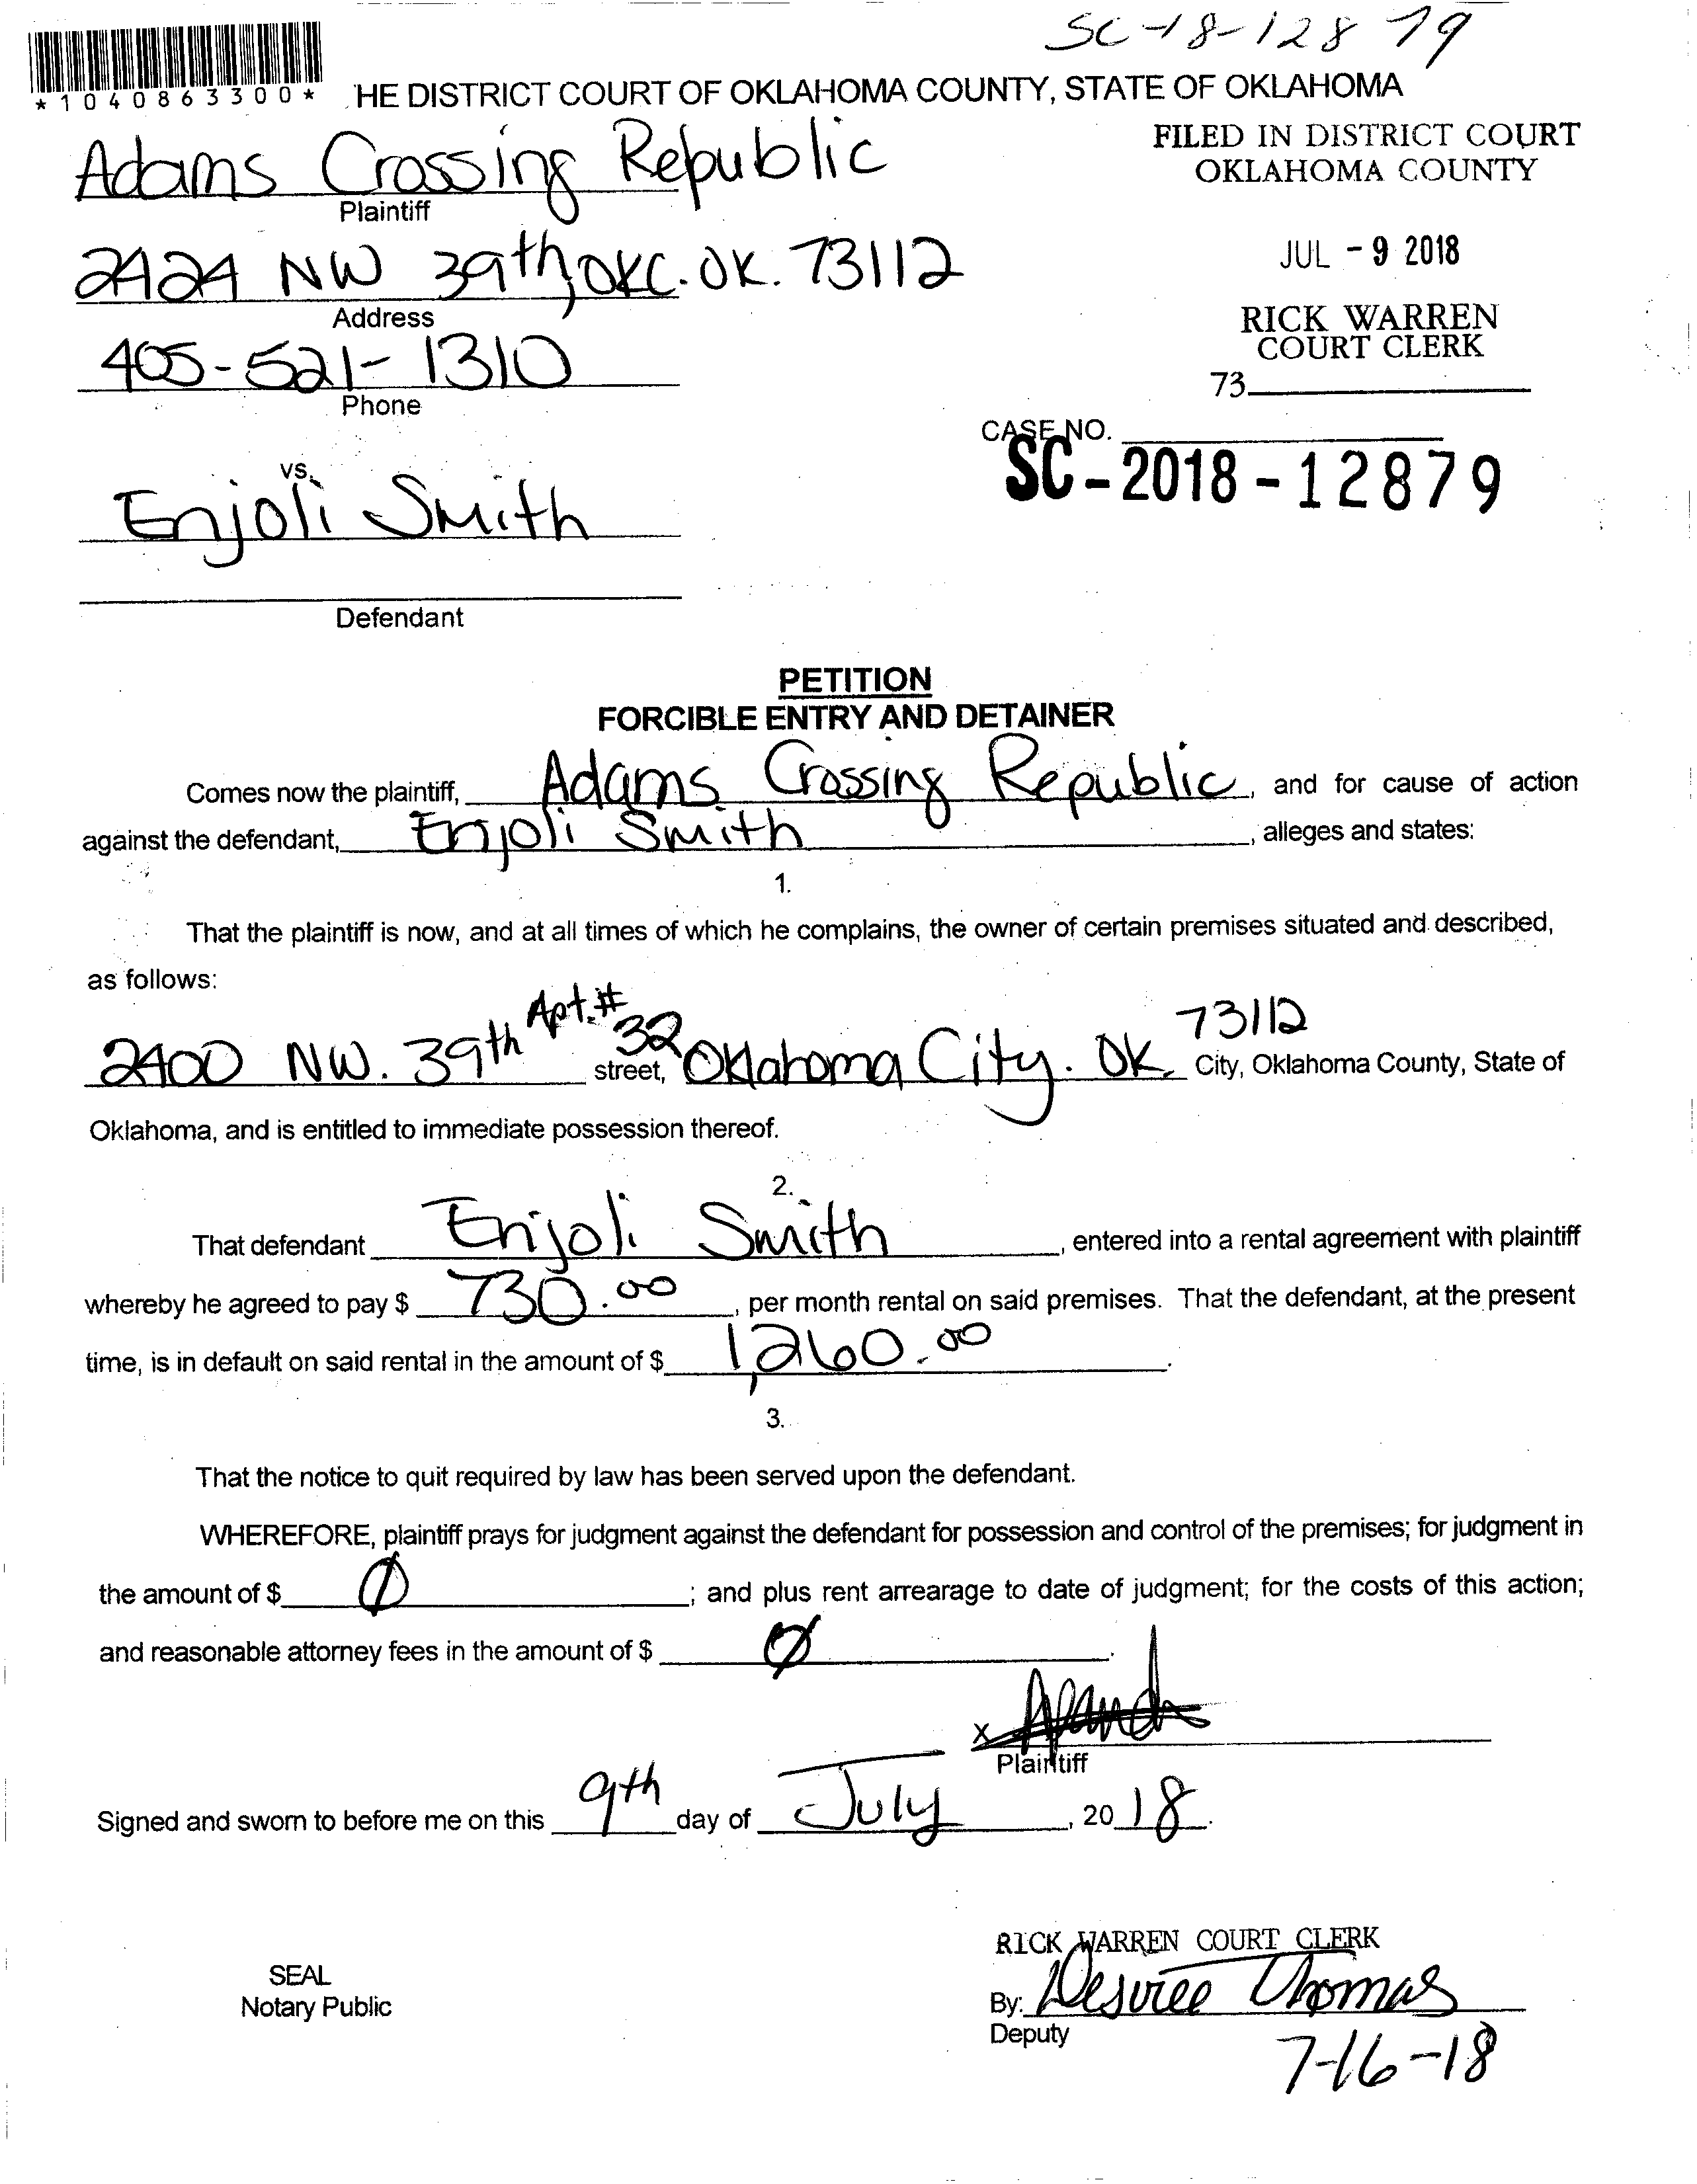 SC-18-12879
*1040863300*
HE DISTRICT COURT OF OKLAHOMA COUNTY, STATE OF OKLAHOMA
Adams Crossing Republic
Plaintiff
FILED IN DISTRICT COURT
OKLAHOMA COUNTY
2424 NW 39th, OKC. OK. 73112
Address
JUL - 9 2018
405-521-1310
Phone
RICK WARREN
COURT CLERK
73
CASE NO.
SC-2018-12879
vs.
Enjoli Smith
Defendant
PETITION
FORCIBLE ENTRY AND DETAINER
Comes now the plaintiff, Adams Crossing Republic, and for cause of action
against the defendant, Enjoli Smith, alleges and states:
1.
That the plaintiff is now, and at all times of which he complains, the owner of certain premises situated and described,
as follows:
2400 NW. 39th Apt.# 32 street, Oklahoma City. OK, 73112 City, Oklahoma County, State of
Oklahoma, and is entitled to immediate possession thereof.
2.
That defendant Enjoli Smith, entered into a rental agreement with plaintiff
whereby he agreed to pay $ 730.00, per month rental on said premises. That the defendant, at the present
time, is in default on said rental in the amount of $ 1,260.00.
3.
That the notice to quit required by law has been served upon the defendant.
WHEREFORE, plaintiff prays for judgment against the defendant for possession and control of the premises; for judgment in
the amount of $ Ø; and plus rent arrearage to date of judgment; for the costs of this action;
and reasonable attorney fees in the amount of $ Ø.
X
Plaintiff
Signed and sworn to before me on this 9th day of July, 2018.
RICK WARREN COURT CLERK
SEAL
Notary Public
By: Desiree Thomas
Deputy
7-16-18